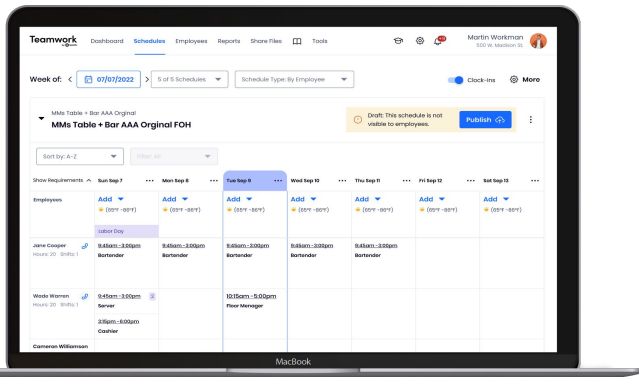 Teamwork
Dashboard Schedules Employees Reports Share Files Tools
Martin Workman
600 W. Madison St.
Week of: < 07/07/2022 > 5 of 5 Schedules Schedule Type: By Employee Clock-ins More
MMs Table + Bar AAA Orginal
MMs Table + Bar AAA Orginal FOH
Draft: This schedule is not
visible to employees.
Publish
Sort by: A-Z Filter: All
Show Requirements Sun Sep 7 Mon Sep 8 Tue Sep 9 Wed Sep 10 Thu Sep 11 Fri Sep 12 Sat Sep 13
Employees Add Add Add Add Add Add Add
(65°F -86°F) (65°F -86°F) (65°F -86°F) (65°F -86°F) (65°F -86°F) (65°F -86°F) (65°F -86°F)
Labor Day
Jane Cooper 9:45am -3:00pm 9:45am -3:00pm 9:45am -3:00pm 9:45am -3:00pm 9:45am -3:00pm
Hours: 20 Shifts: 1 Bartender Bartender Bartender Bartender Bartender
Wade Warren 9:45am -3:00pm 10:15am -5:00pm
Hours: 20 Shifts: 1 Server Floor Manager
3:15pm -8:00pm
Cashier
Cameron Williamson
MacBook